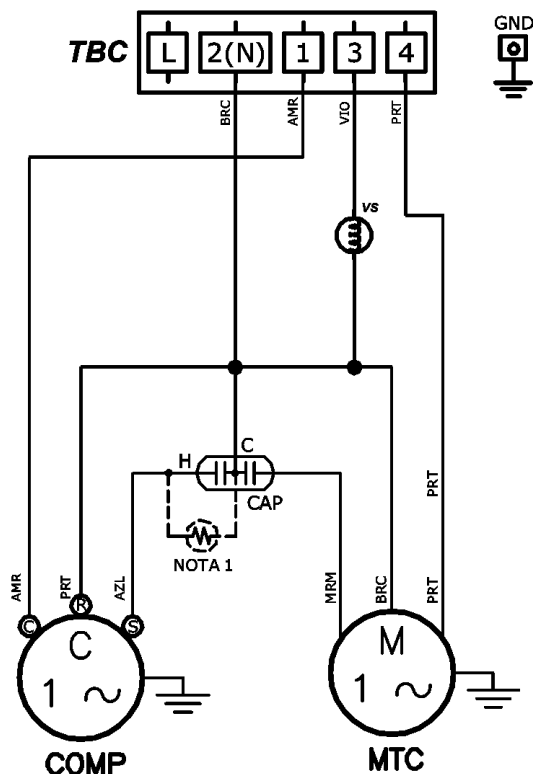 TBC L 2(N) 1 3 4
GND
BRC AMR VIO PRT
vs
H C
CAP
NOTA 1
PRT
AMR PRT AZL MRM BRC PRT
C R S
C M
1 1
COMP MTC